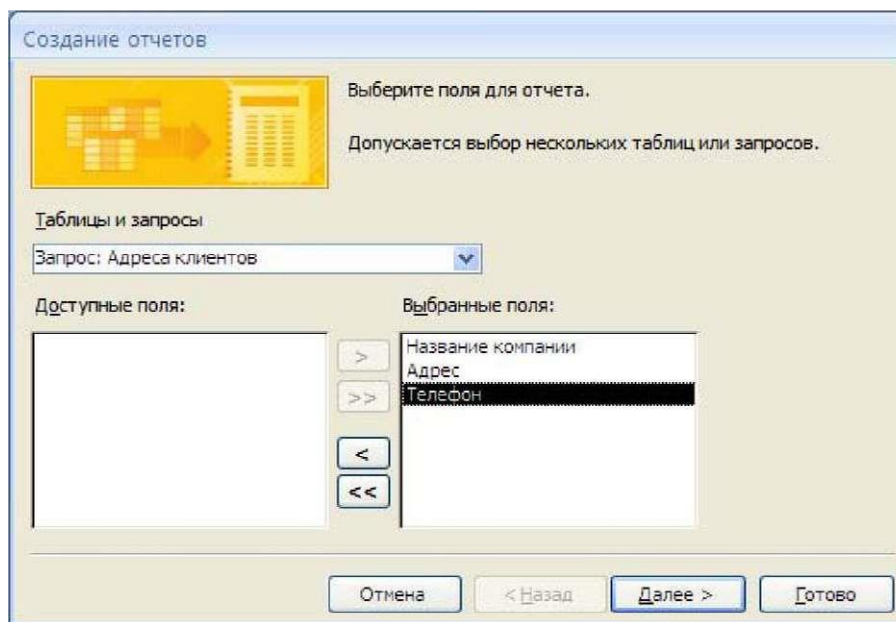 Создание отчетов
Выберите поля для отчета.
Допускается выбор нескольких таблиц или запросов.
Таблицы и запросы
Запрос: Адреса клиентов
Доступные поля:
Выбранные поля:
>
>>
<
<<
Название компании
Адрес
Телефон
Отмена
< Назад
Далее >
Готово